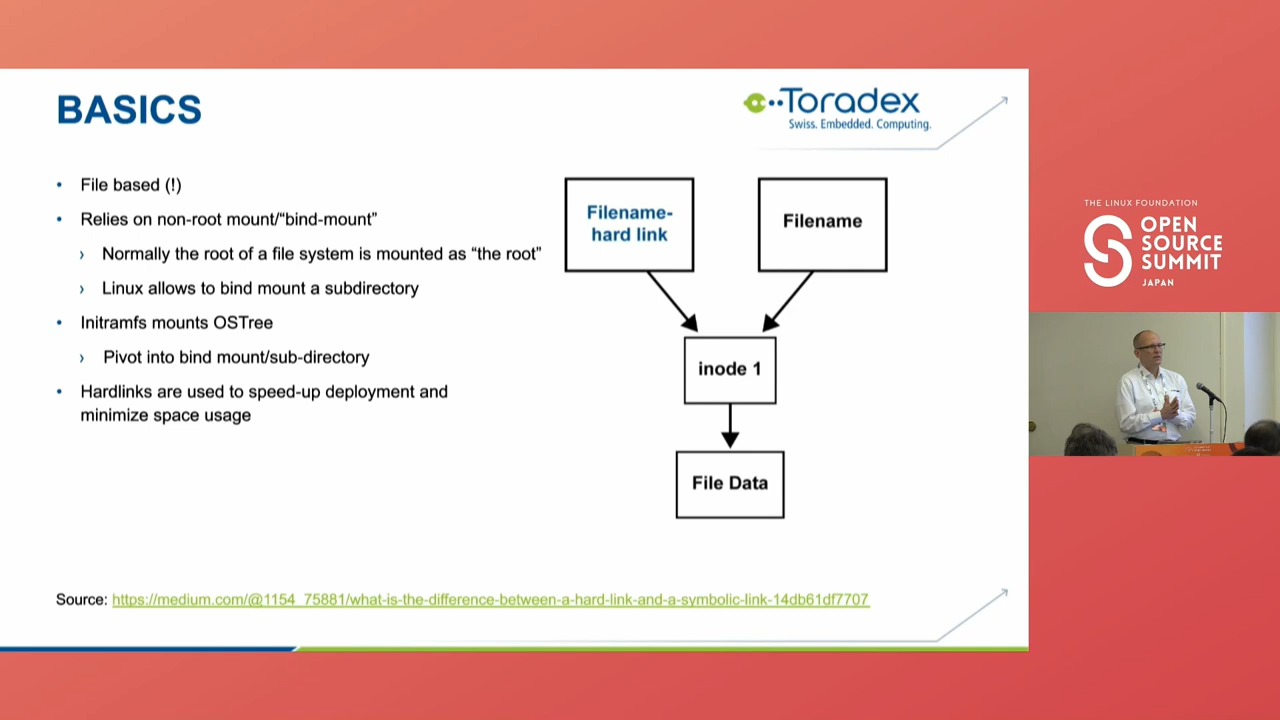 BASICS
Toradex
Swiss. Embedded. Computing.
• File based (!)
• Relies on non-root mount/“bind-mount”
› Normally the root of a file system is mounted as “the root”
› Linux allows to bind mount a subdirectory
• Initramfs mounts OSTree
› Pivot into bind mount/sub-directory
• Hardlinks are used to speed-up deployment and
minimize space usage
Filename-
hard link
Filename
inode 1
File Data
Source: https://medium.com/@1154_75881/what-is-the-difference-between-a-hard-link-and-a-symbolic-link-14db61df7707
THE LINUX FOUNDATION
OPEN
SOURCE
SUMMIT
JAPAN